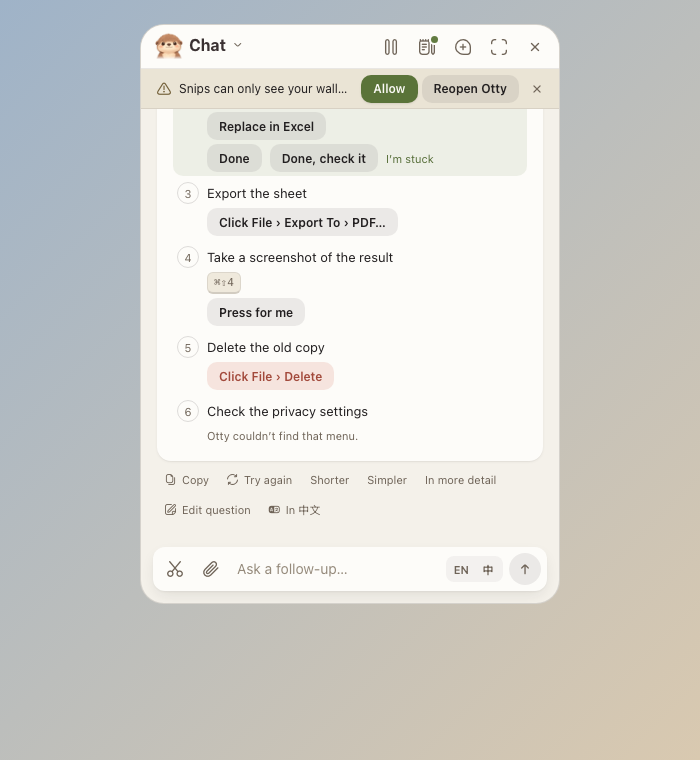 Chat
Snips can only see your wall... Allow Reopen Otty
Replace in Excel
Done Done, check it I'm stuck
3 Export the sheet
Click File › Export To › PDF...
4 Take a screenshot of the result
⌘⇧4
Press for me
5 Delete the old copy
Click File › Delete
6 Check the privacy settings
Otty couldn't find that menu.
Copy Try again Shorter Simpler In more detail
Edit question In 中文
Ask a follow-up... EN 中